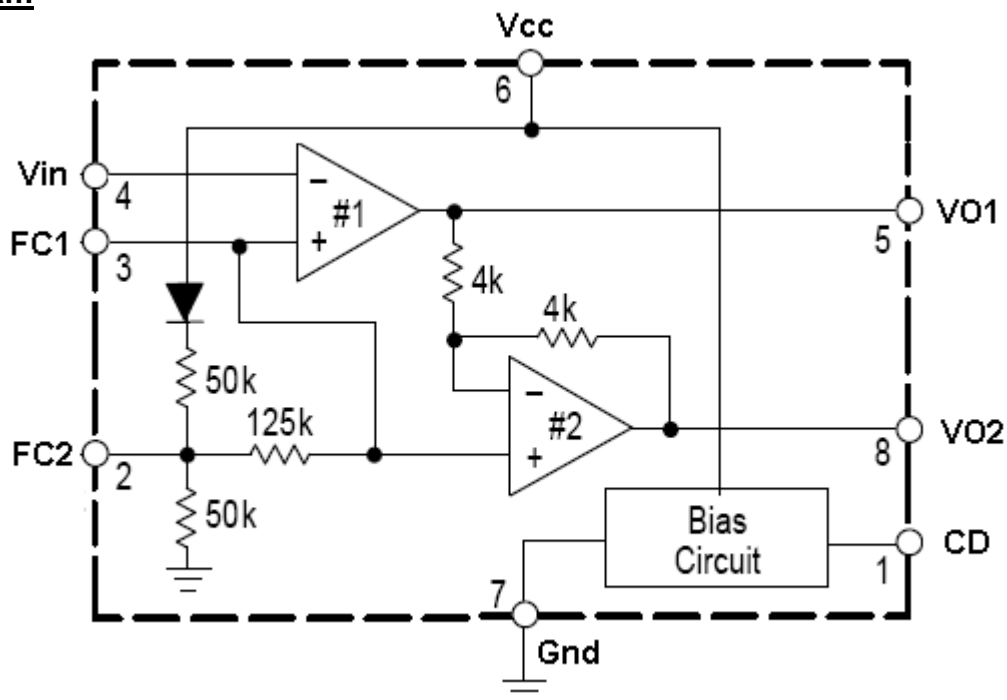 Vcc
6
Vin
4
−
#1
+
FC1
3
VO1
5
4k
4k
50k
125k
−
#2
+
FC2
2
VO2
8
50k
Bias
Circuit
CD
1
7
Gnd